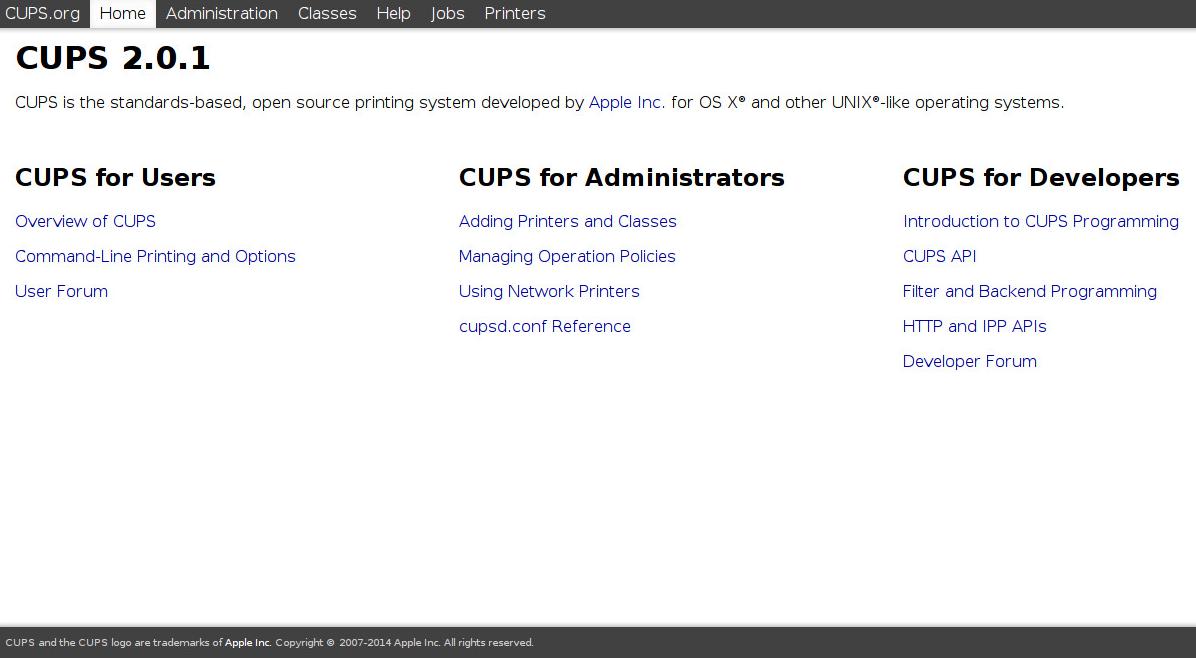 CUPS.org Home Administration Classes Help Jobs Printers
CUPS 2.0.1
CUPS is the standards-based, open source printing system developed by Apple Inc. for OS X® and other UNIX®-like operating systems.
CUPS for Users
Overview of CUPS
Command-Line Printing and Options
User Forum
CUPS for Administrators
Adding Printers and Classes
Managing Operation Policies
Using Network Printers
cupsd.conf Reference
CUPS for Developers
Introduction to CUPS Programming
CUPS API
Filter and Backend Programming
HTTP and IPP APIs
Developer Forum
CUPS and the CUPS logo are trademarks of Apple Inc. Copyright © 2007-2014 Apple Inc. All rights reserved.